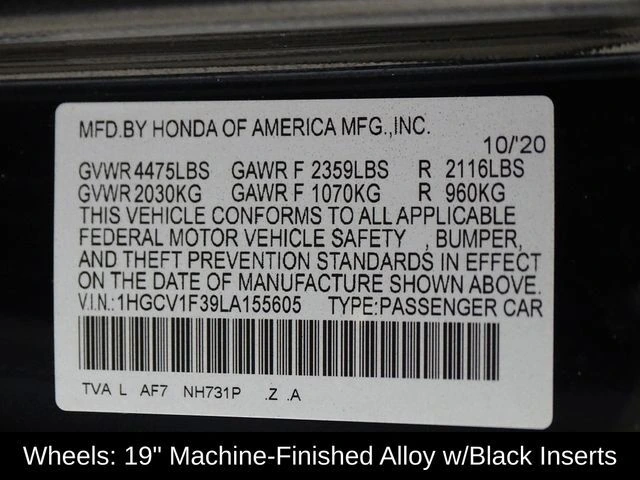 MFD.BY HONDA OF AMERICA MFG.,INC.
10/'20
GVWR 4475LBS GAWR F 2359LBS R 2116LBS
GVWR 2030KG GAWR F 1070KG R 960KG
THIS VEHICLE CONFORMS TO ALL APPLICABLE
FEDERAL MOTOR VEHICLE SAFETY , BUMPER,
AND THEFT PREVENTION STANDARDS IN EFFECT
ON THE DATE OF MANUFACTURE SHOWN ABOVE.
V.I.N.:1HGCV1F39LA155605 TYPE:PASSENGER CAR
TVA L AF7 NH731P .Z .A
Wheels: 19" Machine-Finished Alloy w/Black Inserts